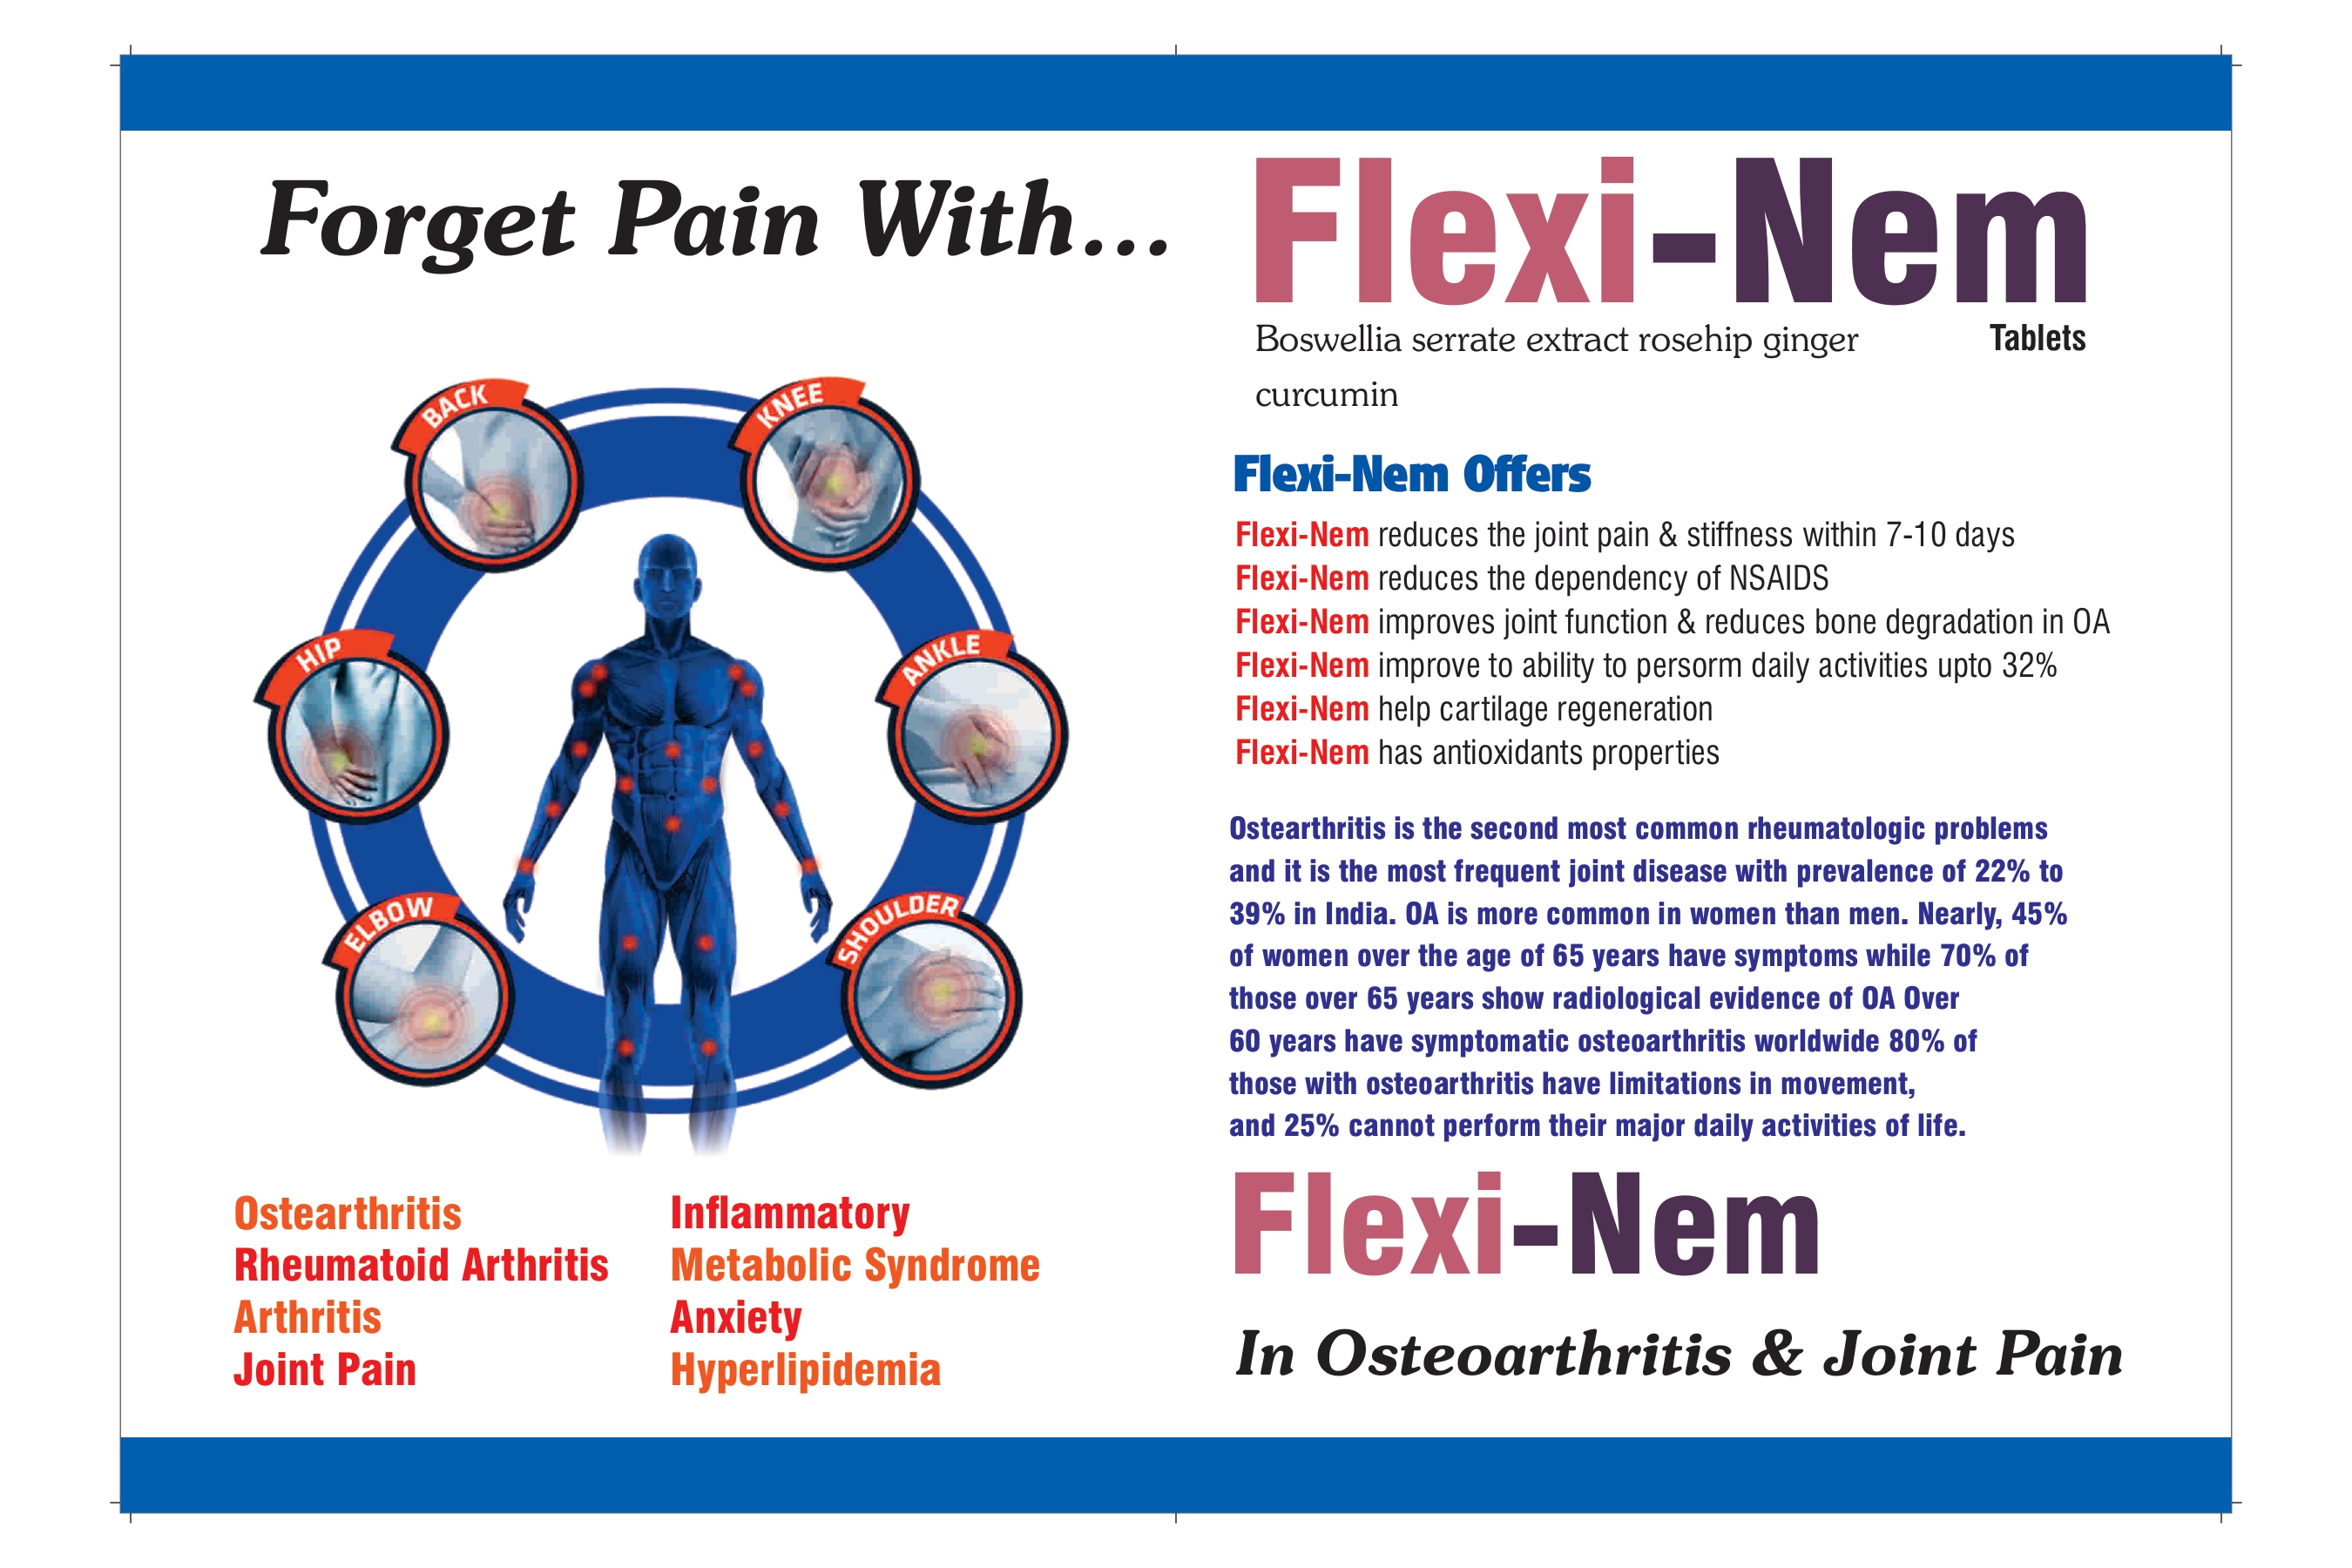 Forget Pain With...
BACK
KNEE
HIP
ANKLE
ELBOW
SHOULDER
Ostearthritis
Rheumatoid Arthritis
Arthritis
Joint Pain
Inflammatory
Metabolic Syndrome
Anxiety
Hyperlipidemia
Flexi-Nem
Boswellia serrate extract rosehip ginger
curcumin
Tablets
Flexi-Nem Offers
Flexi-Nem reduces the joint pain & stiffness within 7-10 days
Flexi-Nem reduces the dependency of NSAIDS
Flexi-Nem improves joint function & reduces bone degradation in OA
Flexi-Nem improve to ability to persorm daily activities upto 32%
Flexi-Nem help cartilage regeneration
Flexi-Nem has antioxidants properties
Ostearthritis is the second most common rheumatologic problems
and it is the most frequent joint disease with prevalence of 22% to
39% in India. OA is more common in women than men. Nearly, 45%
of women over the age of 65 years have symptoms while 70% of
those over 65 years show radiological evidence of OA Over
60 years have symptomatic osteoarthritis worldwide 80% of
those with osteoarthritis have limitations in movement,
and 25% cannot perform their major daily activities of life.
Flexi-Nem
In Osteoarthritis & Joint Pain